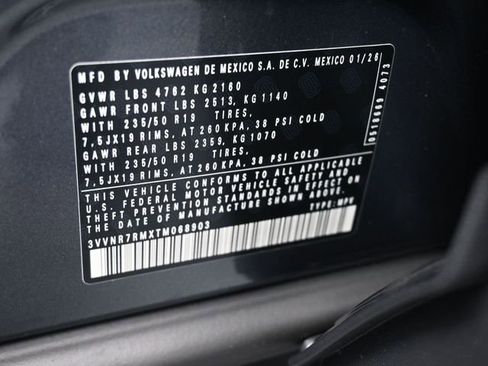 MFD BY VOLKSWAGEN DE MEXICO S.A. DE C.V. MEXICO 01/26
GVWR LBS 4762 KG 2160
GAWR FRONT LBS 2513, KG 1140
WITH 235/50 R19 TIRES,
7,5JX19 RIMS, AT 260 KPA, 38 PSI COLD
GAWR REAR LBS 2359, KG 1070
WITH 235/50 R19 TIRES,
7,5JX19 RIMS, AT 260 KPA, 38 PSI COLD
THIS VEHICLE CONFORMS TO ALL APPLICABLE
U.S. FEDERAL MOTOR VEHICLE SAFETY AND
THEFT PREVENTION STANDARDS IN EFFECT ON
THE DATE OF MANUFACTURE SHOWN ABOVE.
3VVNR7RMXTM068903 TYPE: MPV
4073